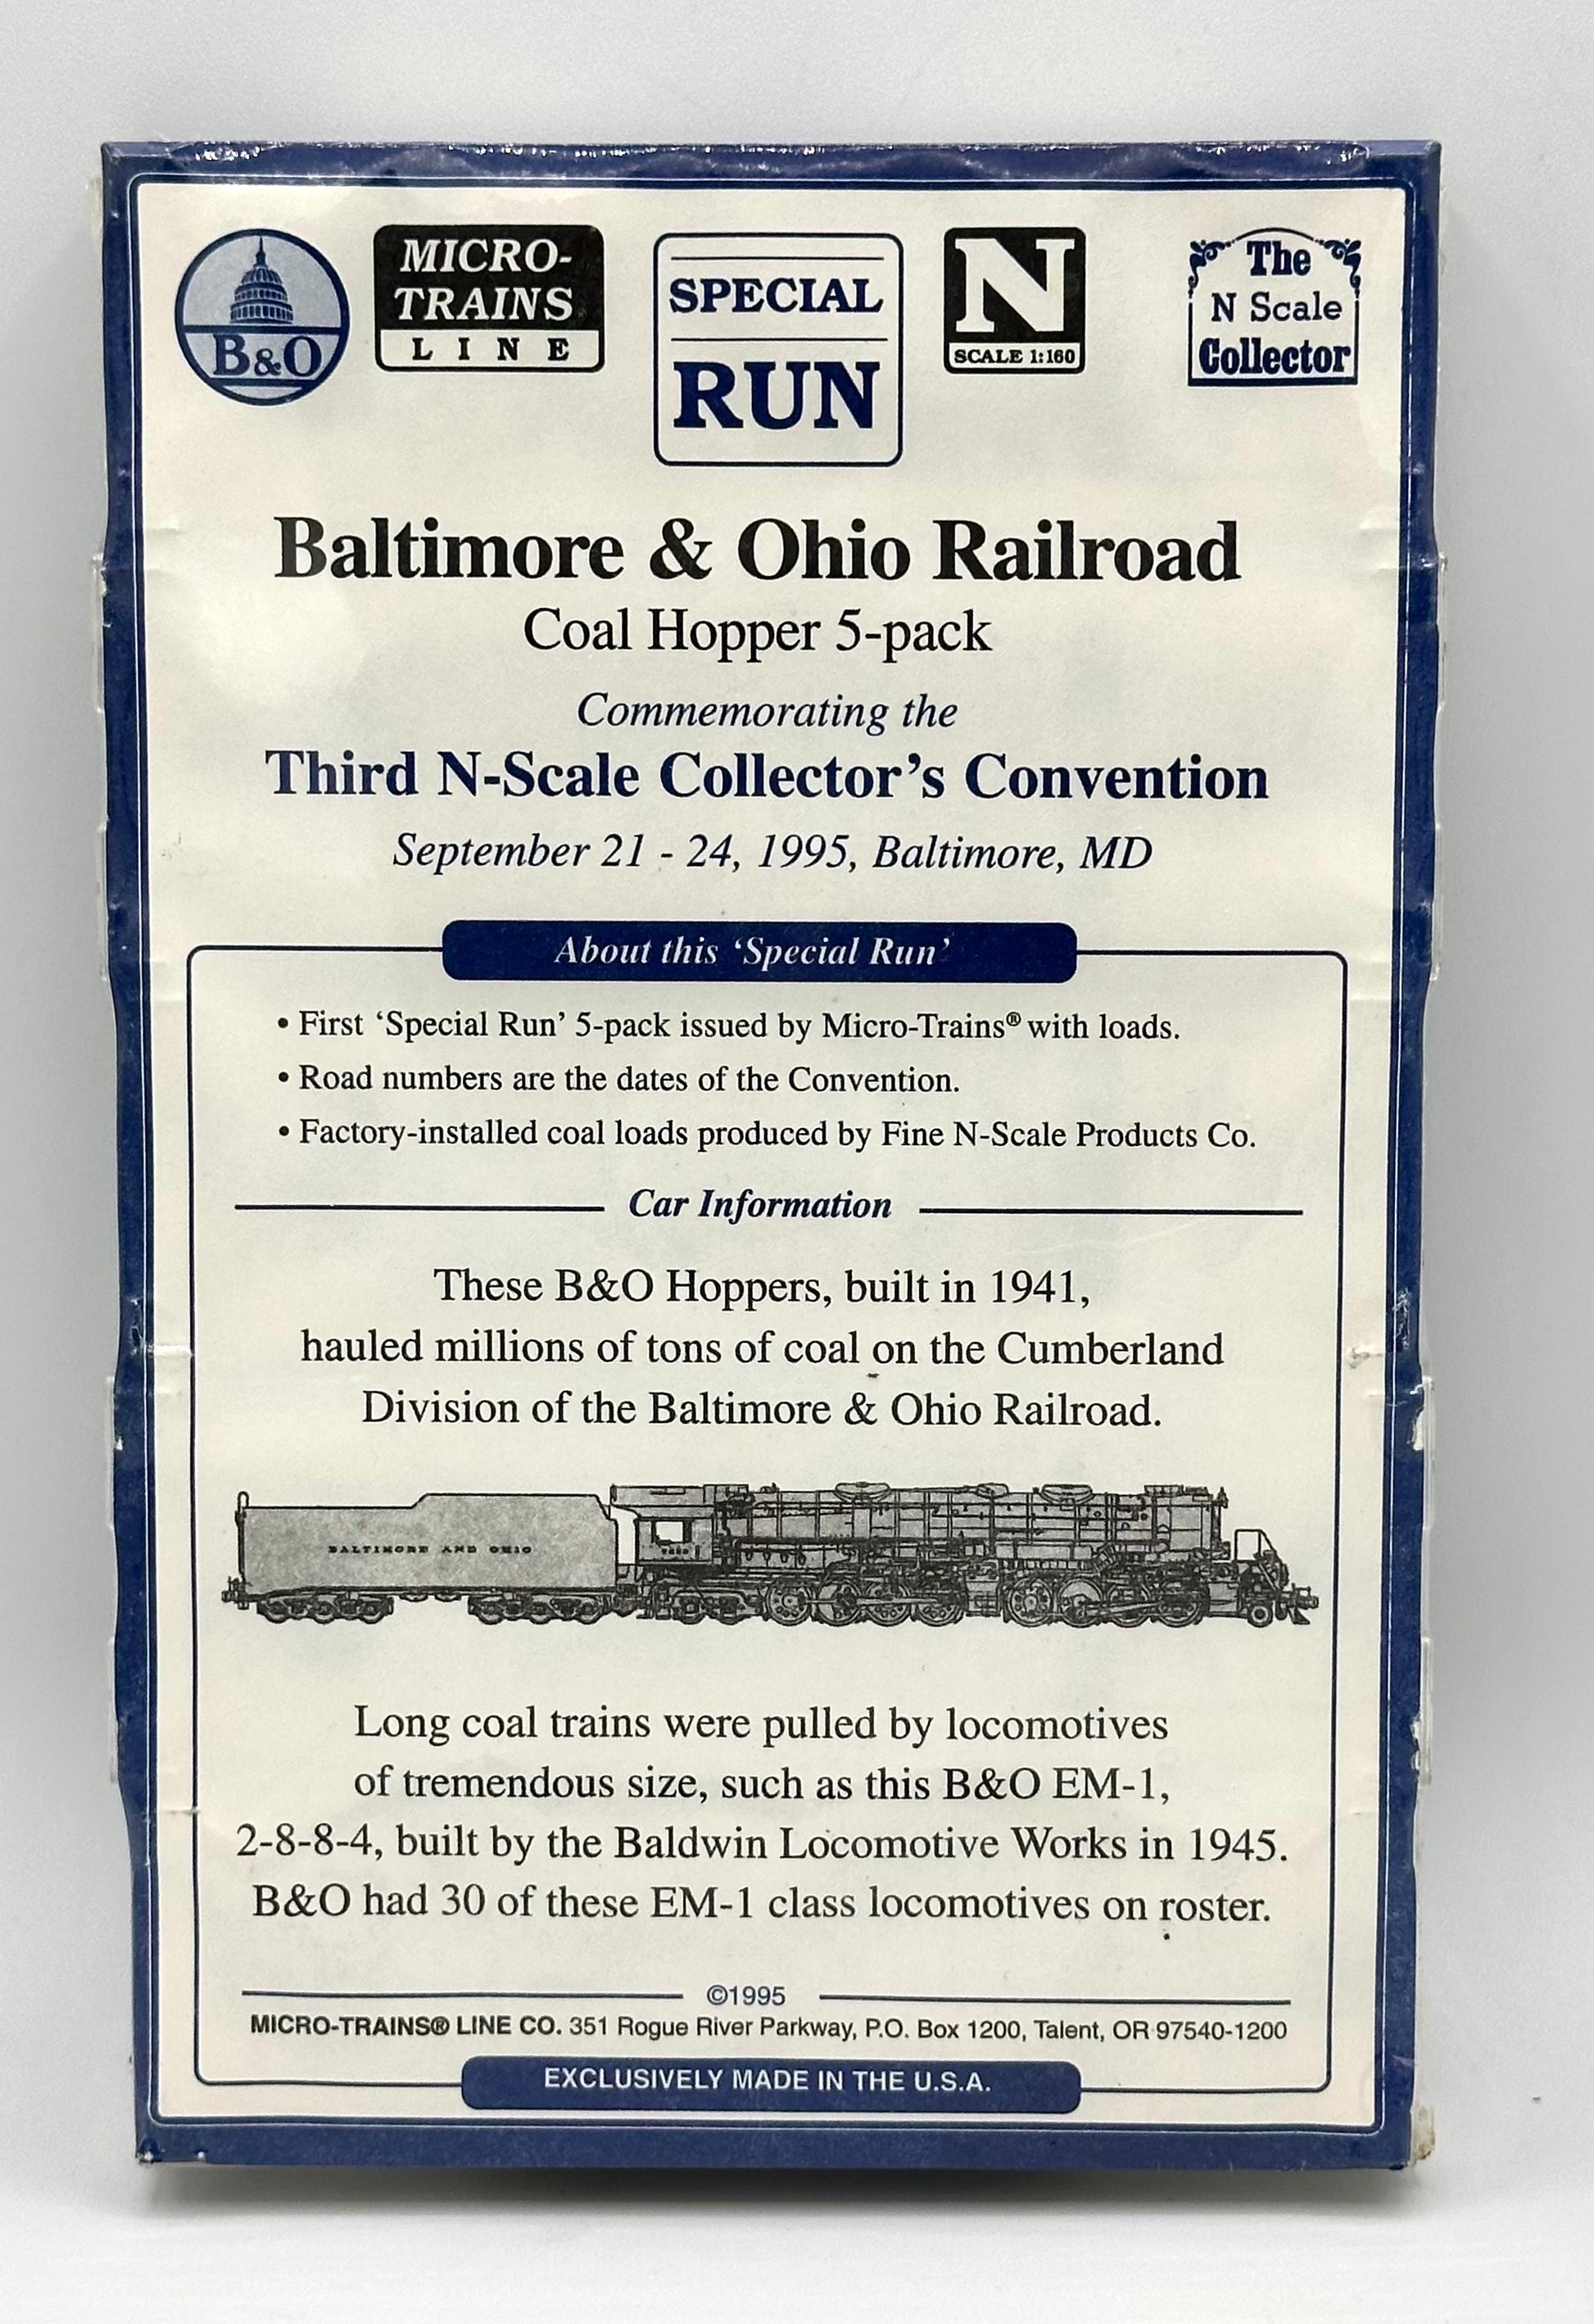 B&O
MICRO-
TRAINS
LINE
SPECIAL
RUN
N
SCALE 1:160
The
N Scale
Collector
Baltimore & Ohio Railroad
Coal Hopper 5-pack
Commemorating the
Third N-Scale Collector's Convention
September 21 - 24, 1995, Baltimore, MD
About this 'Special Run'
• First 'Special Run' 5-pack issued by Micro-Trains® with loads.
• Road numbers are the dates of the Convention.
• Factory-installed coal loads produced by Fine N-Scale Products Co.
Car Information
These B&O Hoppers, built in 1941,
hauled millions of tons of coal on the Cumberland
Division of the Baltimore & Ohio Railroad.
BALTIMORE AND OHIO
Long coal trains were pulled by locomotives
of tremendous size, such as this B&O EM-1,
2-8-8-4, built by the Baldwin Locomotive Works in 1945.
B&O had 30 of these EM-1 class locomotives on roster.
©1995
MICRO-TRAINS® LINE CO. 351 Rogue River Parkway, P.O. Box 1200, Talent, OR 97540-1200
EXCLUSIVELY MADE IN THE U.S.A.